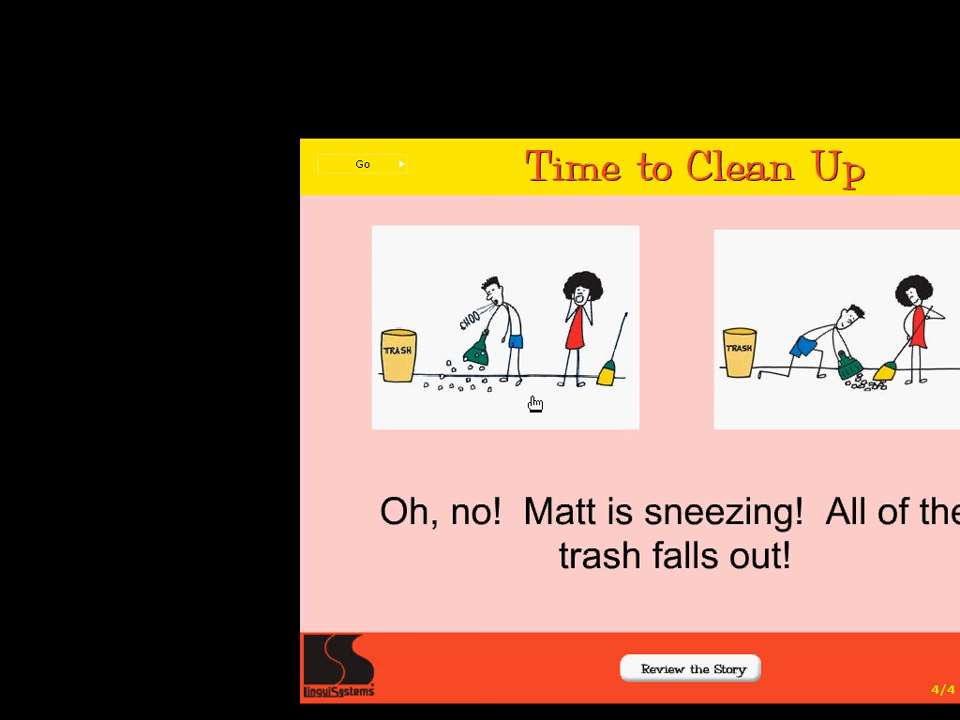 Go
Time to Clean Up
CHOO
TRASH
TRASH
Oh, no!  Matt is sneezing!  All of the
trash falls out!
LinguiSystems
Review the Story
4/4